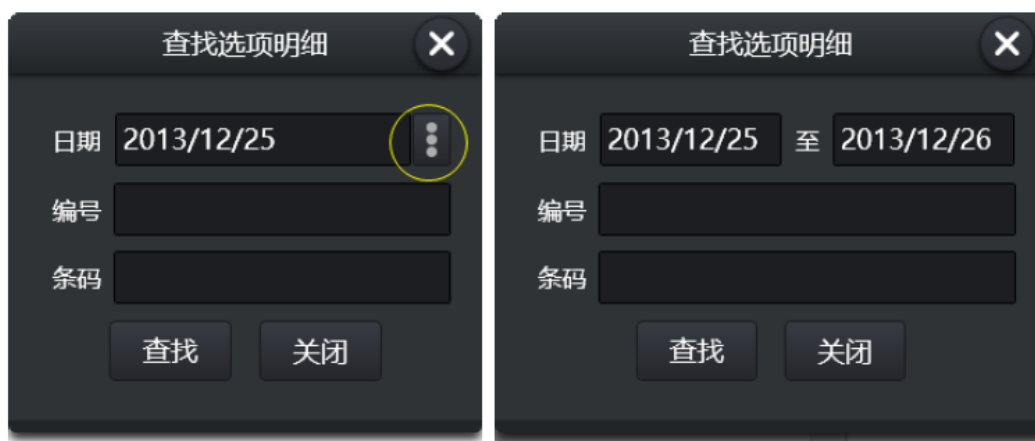 查找选项明细
日期 2013/12/25
编号
条码
查找 关闭
查找选项明细
日期 2013/12/25 至 2013/12/26
编号
条码
查找 关闭